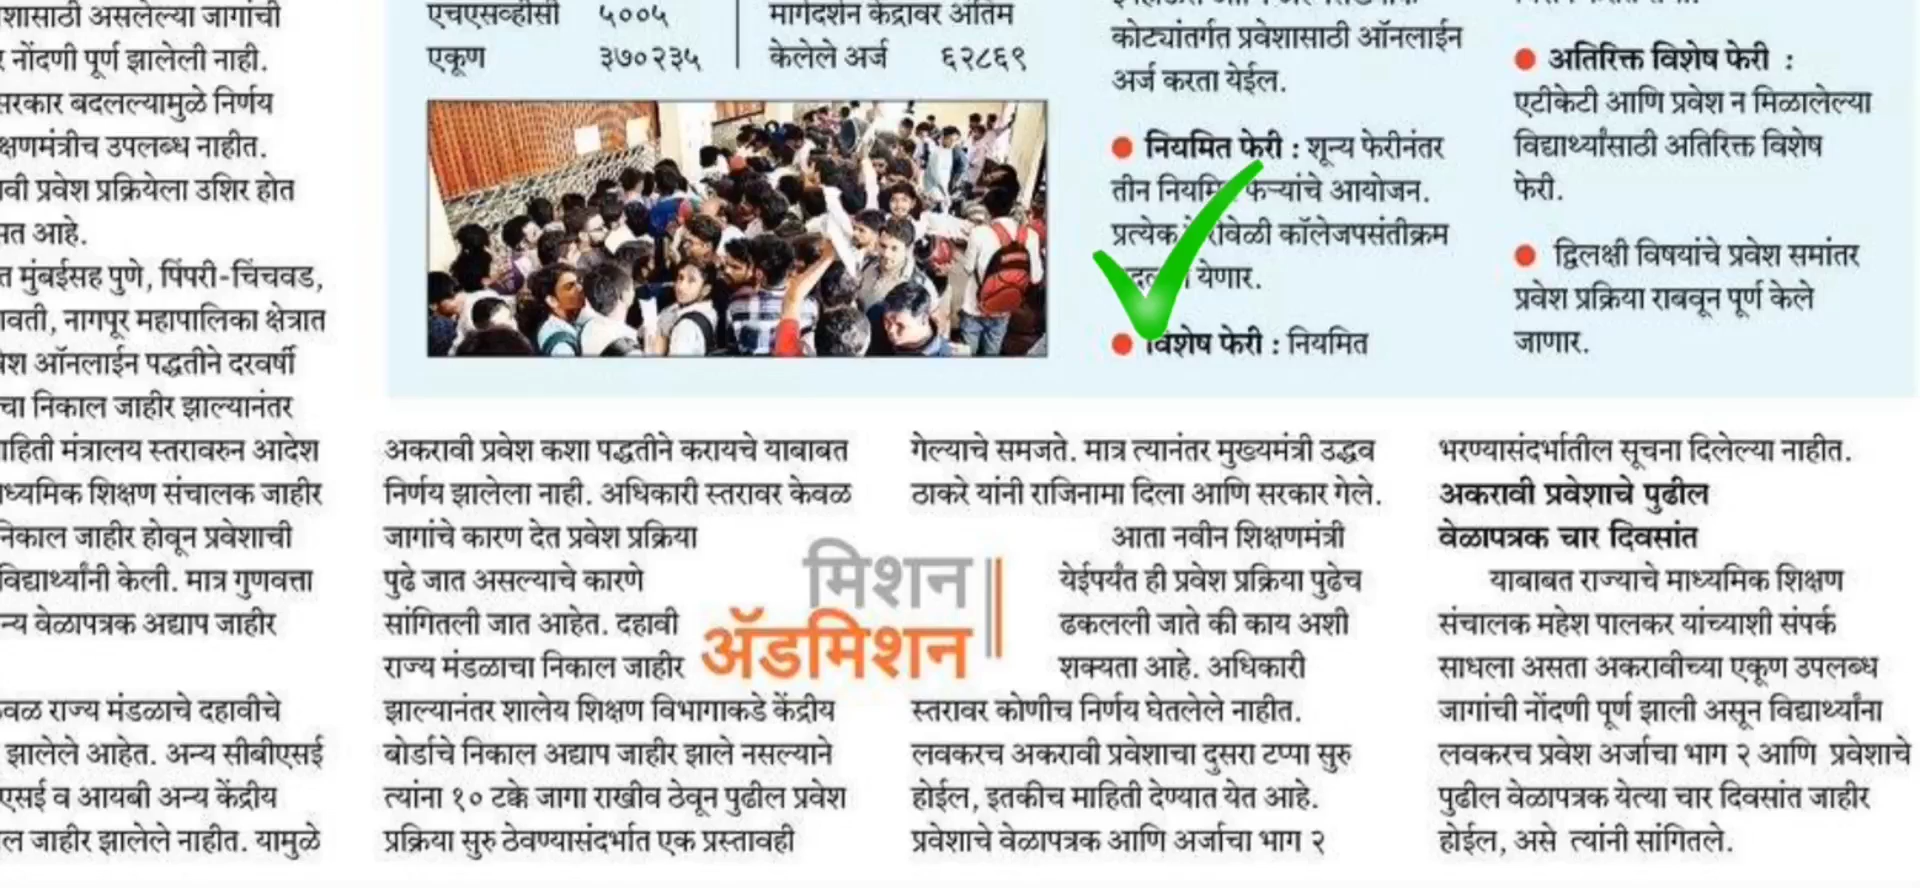 शासाठी असलेल्या जागांची
नोंदणी पूर्ण झालेली नाही.
सरकार बदलल्यामुळे निर्णय
क्षणमंत्रीच उपलब्ध नाहीत.
वी प्रवेश प्रक्रियेला उशिर होत
आहे.
मुंबईसह पुणे, पिंपरी-चिंचवड,
वती, नागपूर महापालिका क्षेत्रात
ऑनलाईन पद्धतीने दरवर्षी
चा निकाल जाहीर झाल्यानंतर
हिती मंत्रालय स्तरावरुन आदेश
ध्यमिक शिक्षण संचालक जाहीर
निकाल जाहीर होवून प्रवेशाची
विद्यार्थ्यांनी केली. मात्र गुणवत्ता
न्य वेळापत्रक अद्याप जाहीर
वळ राज्य मंडळाचे दहावीचे
झालेले आहेत. अन्य सीबीएसई
एसई व आयबी अन्य केंद्रीय
ल जाहीर झालेले नाहीत. यामुळे
एचएसव्हीसी ५००५
एकूण ३७०२३५
मार्गदर्शन केंद्रावर अंतिम
केलेले अर्ज ६२८६९
कोट्यांतर्गत प्रवेशासाठी ऑनलाईन
अर्ज करता येईल.
● नियमित फेरी : शून्य फेरीनंतर
तीन फेऱ्यांचे आयोजन.
प्रत्येक कॉलेजपसंतीक्रम
येणार.
● विशेष फेरी : नियमित
● अतिरिक्त विशेष फेरी :
एटीकेटी आणि प्रवेश न मिळालेल्या
विद्यार्थ्यांसाठी अतिरिक्त विशेष
फेरी.
● द्विलक्षी विषयांचे प्रवेश समांतर
प्रवेश प्रक्रिया राबवून पूर्ण केले
जाणार.
अकरावी प्रवेश कशा पद्धतीने करायचे याबाबत
निर्णय झालेला नाही. अधिकारी स्तरावर केवळ
जागांचे कारण देत प्रवेश प्रक्रिया
पुढे जात असल्याचे कारणे
सांगितली जात आहेत. दहावी
राज्य मंडळाचा निकाल जाहीर
झाल्यानंतर शालेय शिक्षण विभागाकडे केंद्रीय
बोर्डाचे निकाल अद्याप जाहीर झाले नसल्याने
त्यांना १० टक्के जागा राखीव ठेवून पुढील प्रवेश
प्रक्रिया सुरु ठेवण्यासंदर्भात एक प्रस्तावही
मिशन
ॲडमिशन
गेल्याचे समजते. मात्र त्यानंतर मुख्यमंत्री उद्धव
ठाकरे यांनी राजिनामा दिला आणि सरकार गेले.
आता नवीन शिक्षणमंत्री
येईपर्यंत ही प्रवेश प्रक्रिया पुढेच
ढकलली जाते की काय अशी
शक्यता आहे. अधिकारी
स्तरावर कोणीच निर्णय घेतलेले नाहीत.
लवकरच अकरावी प्रवेशाचा दुसरा टप्पा सुरु
होईल, इतकीच माहिती देण्यात येत आहे.
प्रवेशाचे वेळापत्रक आणि अर्जाचा भाग २
भरण्यासंदर्भातील सूचना दिलेल्या नाहीत.
अकरावी प्रवेशाचे पुढील
वेळापत्रक चार दिवसांत
याबाबत राज्याचे माध्यमिक शिक्षण
संचालक महेश पालकर यांच्याशी संपर्क
साधला असता अकरावीच्या एकूण उपलब्ध
जागांची नोंदणी पूर्ण झाली असून विद्यार्थ्यांना
लवकरच प्रवेश अर्जाचा भाग २ आणि प्रवेशाचे
पुढील वेळापत्रक येत्या चार दिवसांत जाहीर
होईल, असे त्यांनी सांगितले.